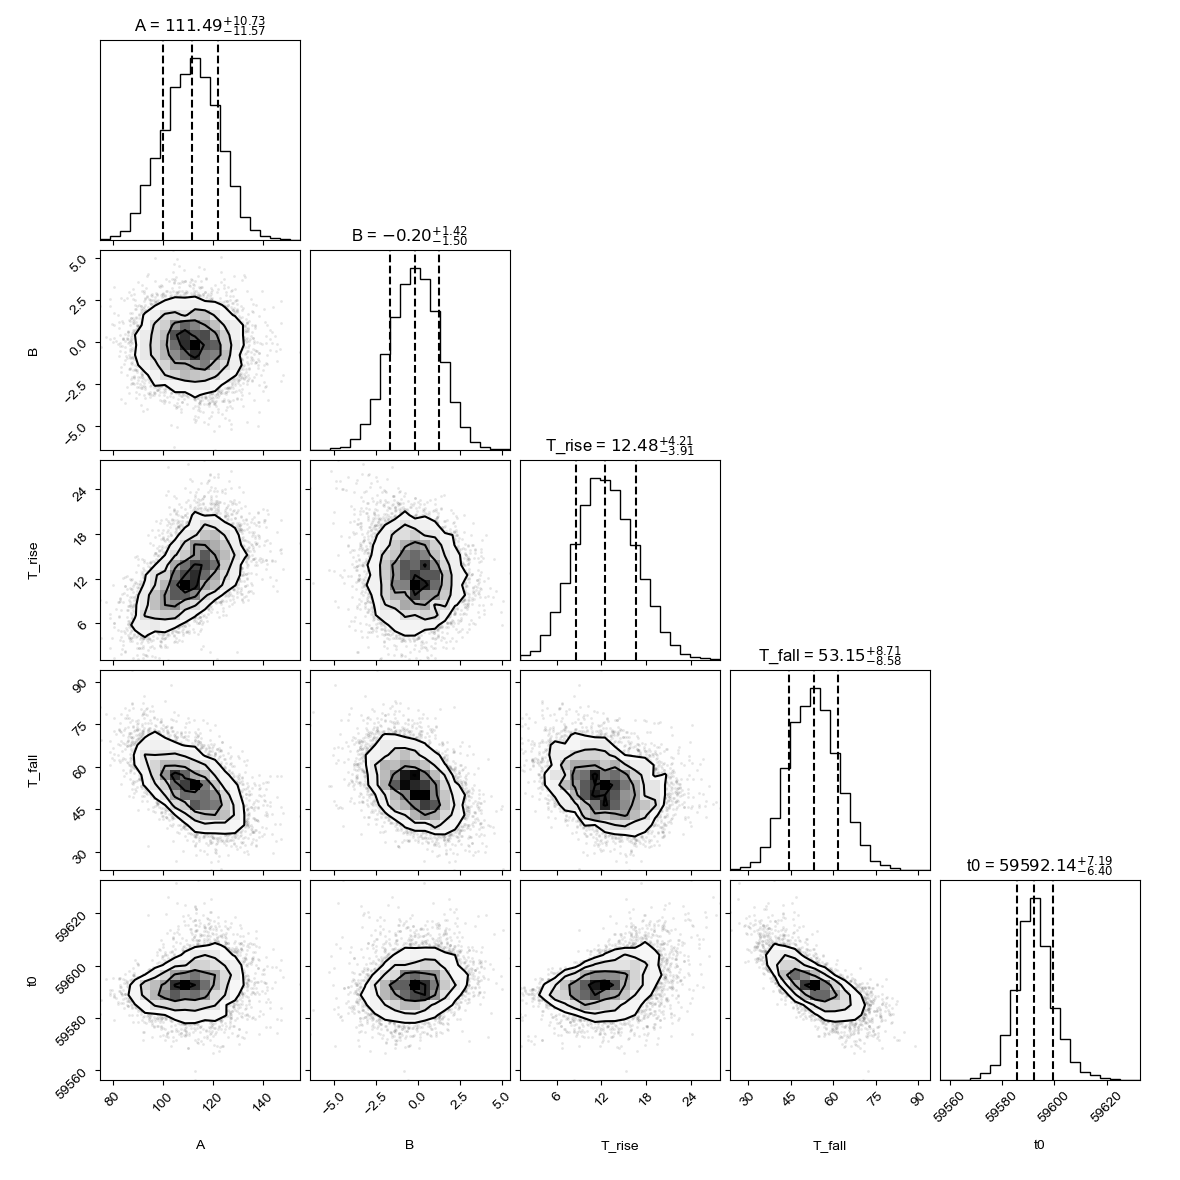 A = 111.49+10.73−11.57
5.0
2.5
0.0
−2.5
−5.0
B
B = −0.20+1.42−1.50
24
18
12
6
T_rise
T_rise = 12.48+4.21−3.91
90
75
60
45
30
T_fall
T_fall = 53.15+8.71−8.58
59620
59600
59580
59560
t0
t0 = 59592.14+7.19−6.40
80 100 120 140
−5.0 −2.5 0.0 2.5 5.0
6 12 18 24
30 45 60 75 90
59560 59580 59600 59620
A B T_rise T_fall t0